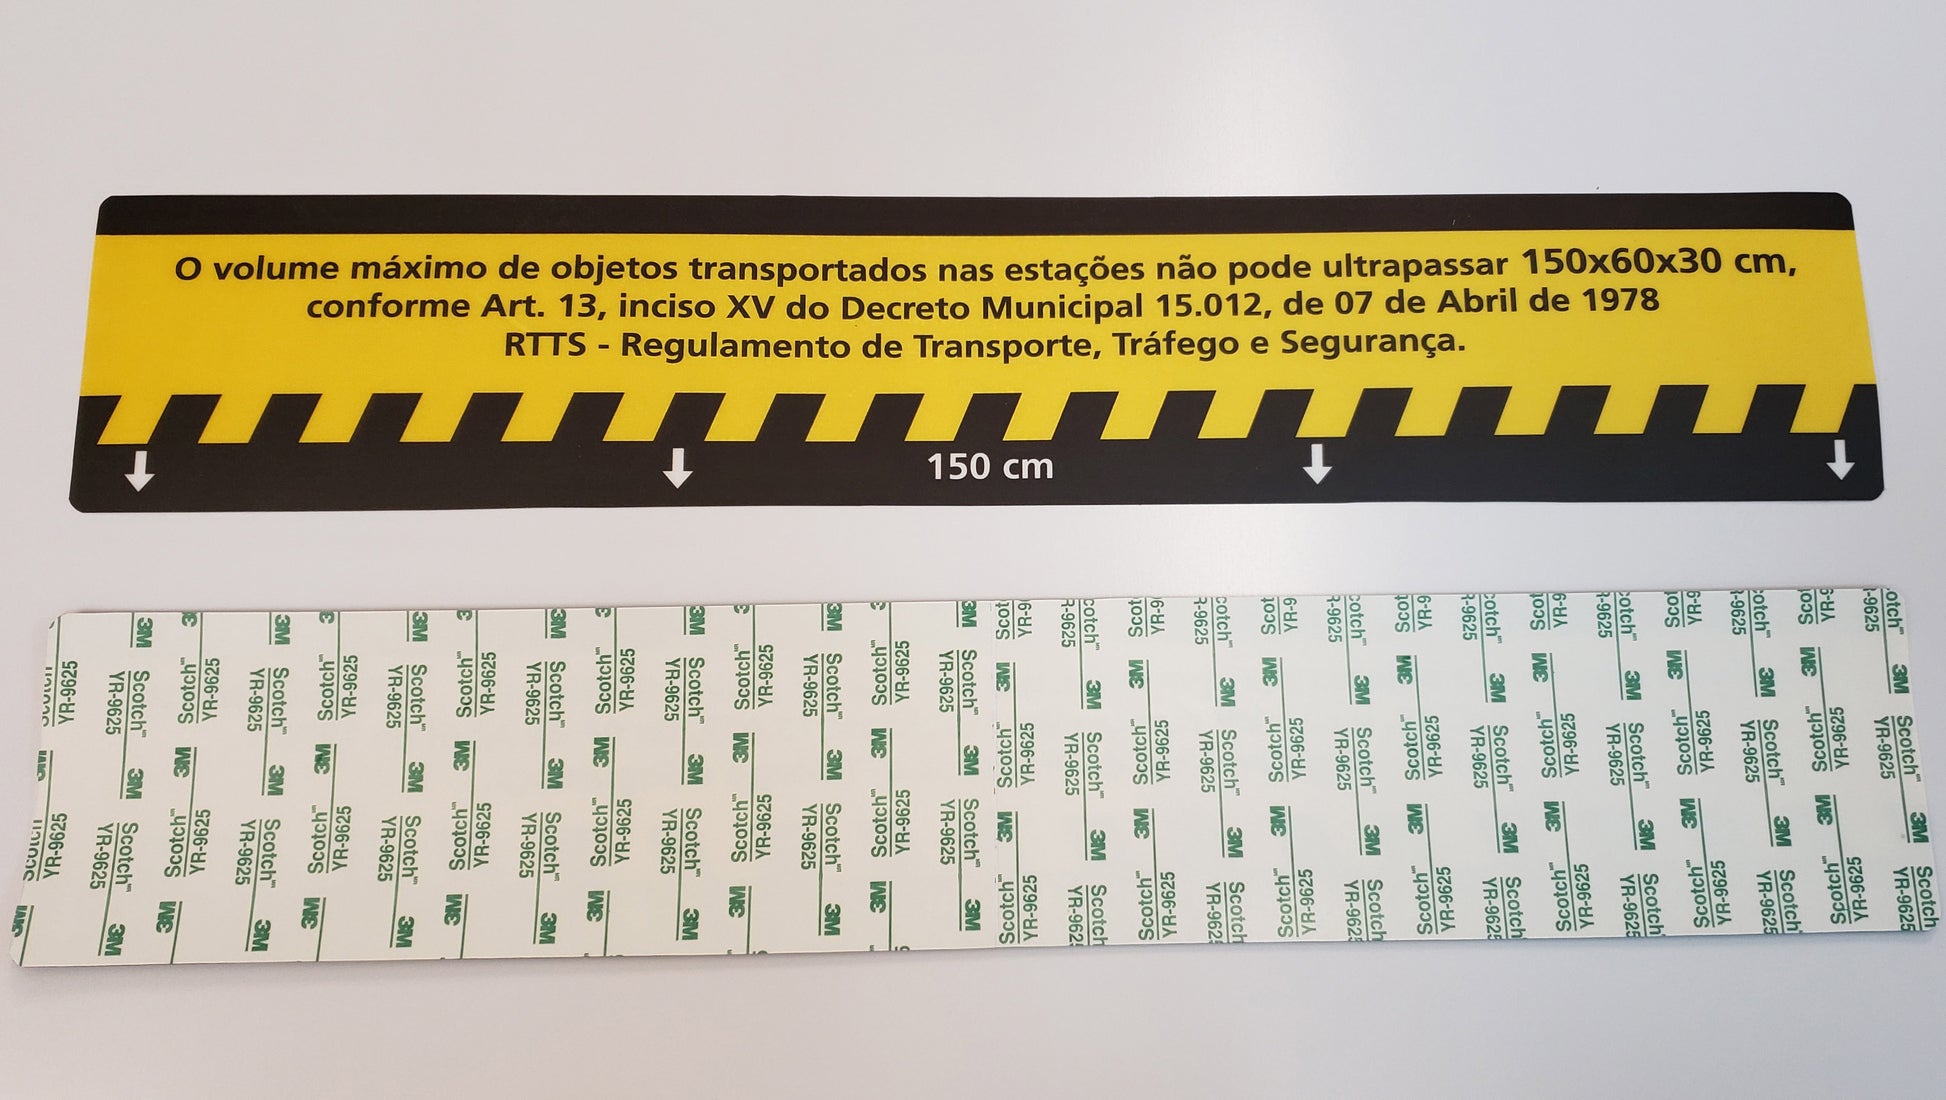 O volume máximo de objetos transportados nas estações não pode ultrapassar 150x60x30 cm,
conforme Art. 13, inciso XV do Decreto Municipal 15.012, de 07 de Abril de 1978
RTTS - Regulamento de Transporte, Tráfego e Segurança.
150 cm
3M
Scotch
YR-9625